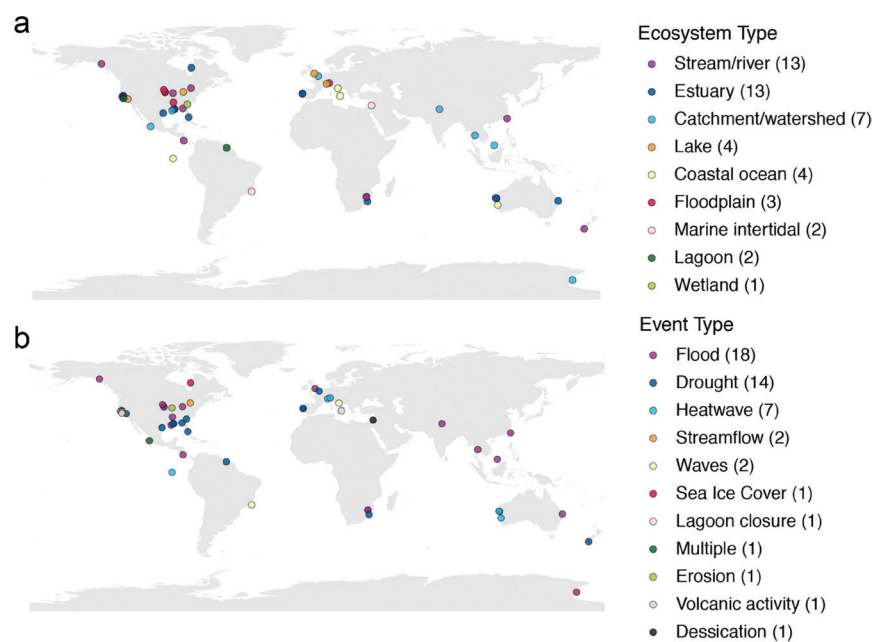 a
Ecosystem Type
Stream/river (13)
Estuary (13)
Catchment/watershed (7)
Lake (4)
Coastal ocean (4)
Floodplain (3)
Marine intertidal (2)
Lagoon (2)
Wetland (1)
b
Event Type
Flood (18)
Drought (14)
Heatwave (7)
Streamflow (2)
Waves (2)
Sea Ice Cover (1)
Lagoon closure (1)
Multiple (1)
Erosion (1)
Volcanic activity (1)
Dessication (1)